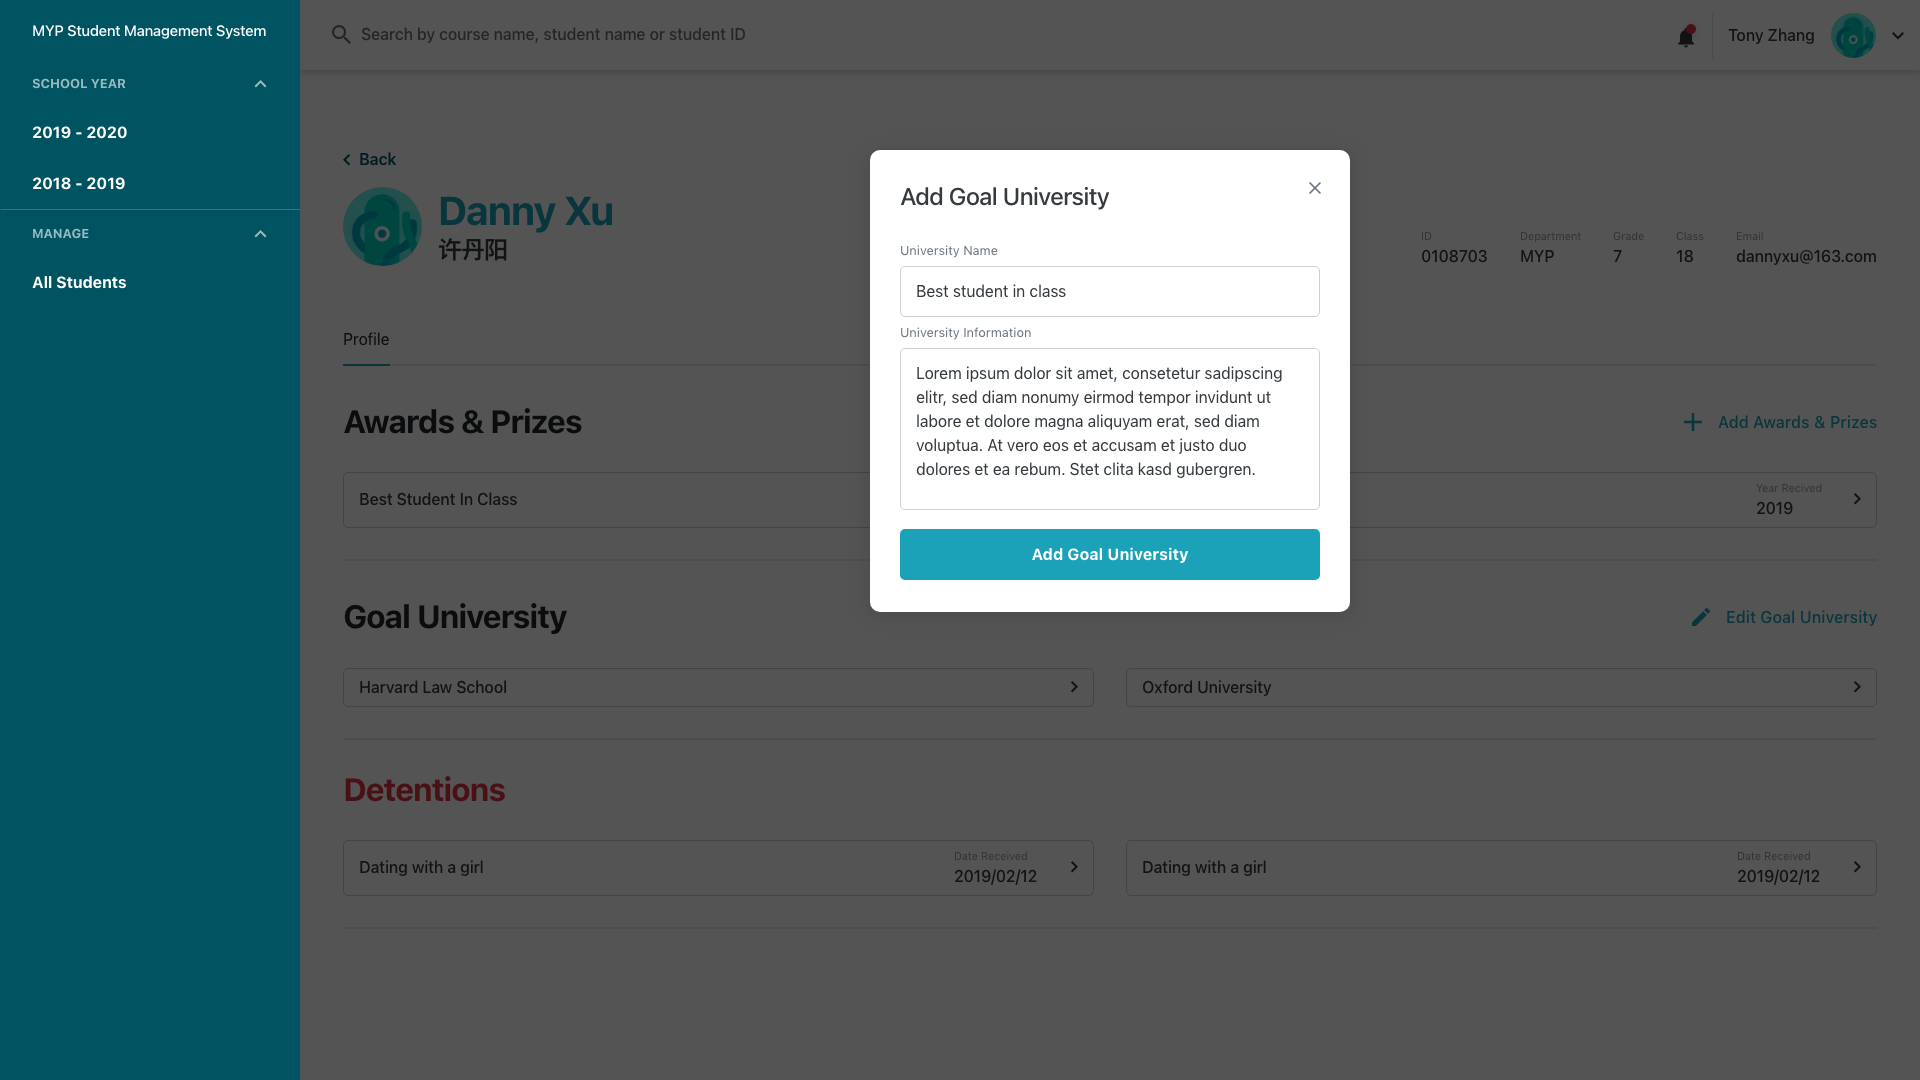 MYP Student Management System
SCHOOL YEAR
2019 - 2020
2018 - 2019
MANAGE
All Students
Search by course name, student name or student ID
Tony Zhang
Back
Danny Xu
许丹阳
ID
0108703
Department
MYP
Grade
7
Class
18
Email
dannyxu@163.com
Profile
Awards & Prizes
Add Awards & Prizes
Best Student In Class
Year Recived
2019
Goal University
Edit Goal University
Harvard Law School
Oxford University
Detentions
Dating with a girl
Date Received
2019/02/12
Dating with a girl
Date Received
2019/02/12
Add Goal University
University Name
Best student in class
University Information
Lorem ipsum dolor sit amet, consetetur sadipscing
elitr, sed diam nonumy eirmod tempor invidunt ut
labore et dolore magna aliquyam erat, sed diam
voluptua. At vero eos et accusam et justo duo
dolores et ea rebum. Stet clita kasd gubergren.
Add Goal University